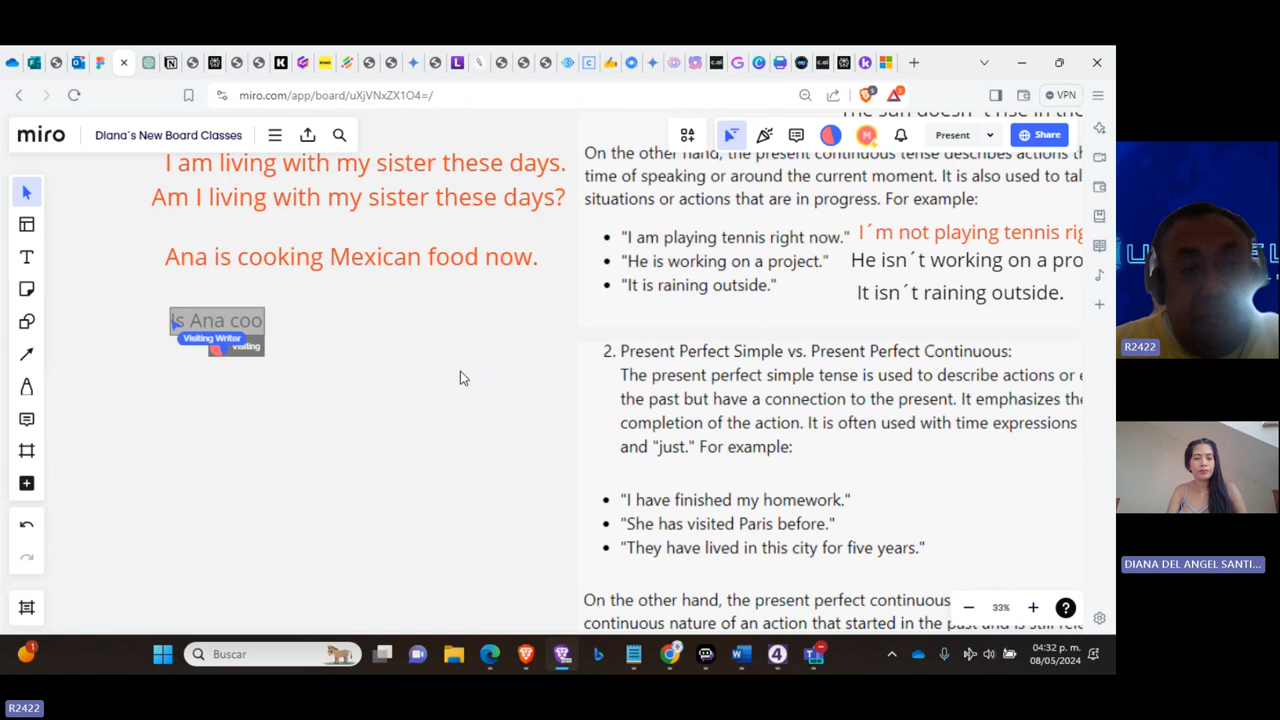 miro.com/app/board/uXjVNxZX1O4=/
VPN
miro
DIana's New Board Classes
Present
Share
I am living with my sister these days.
Am I living with my sister these days?
Ana is cooking Mexican food now.
Is Ana coo
Visiting Writer
Visiting
On the other hand, the present continuous tense describes actions th
time of speaking or around the current moment. It is also used to tal
situations or actions that are in progress. For example:
"I am playing tennis right now." I´m not playing tennis rig
"He is working on a project." He isn´t working on a pro
"It is raining outside." It isn´t raining outside.
2. Present Perfect Simple vs. Present Perfect Continuous:
The present perfect simple tense is used to describe actions or e
the past but have a connection to the present. It emphasizes the
completion of the action. It is often used with time expressions
and "just." For example:
"I have finished my homework."
"She has visited Paris before."
"They have lived in this city for five years."
On the other hand, the present perfect continuous
continuous nature of an action that started in the past and is still
33%
Buscar
04:32 p. m.
08/05/2024
R2422
DIANA DEL ANGEL SANTI...
R2422